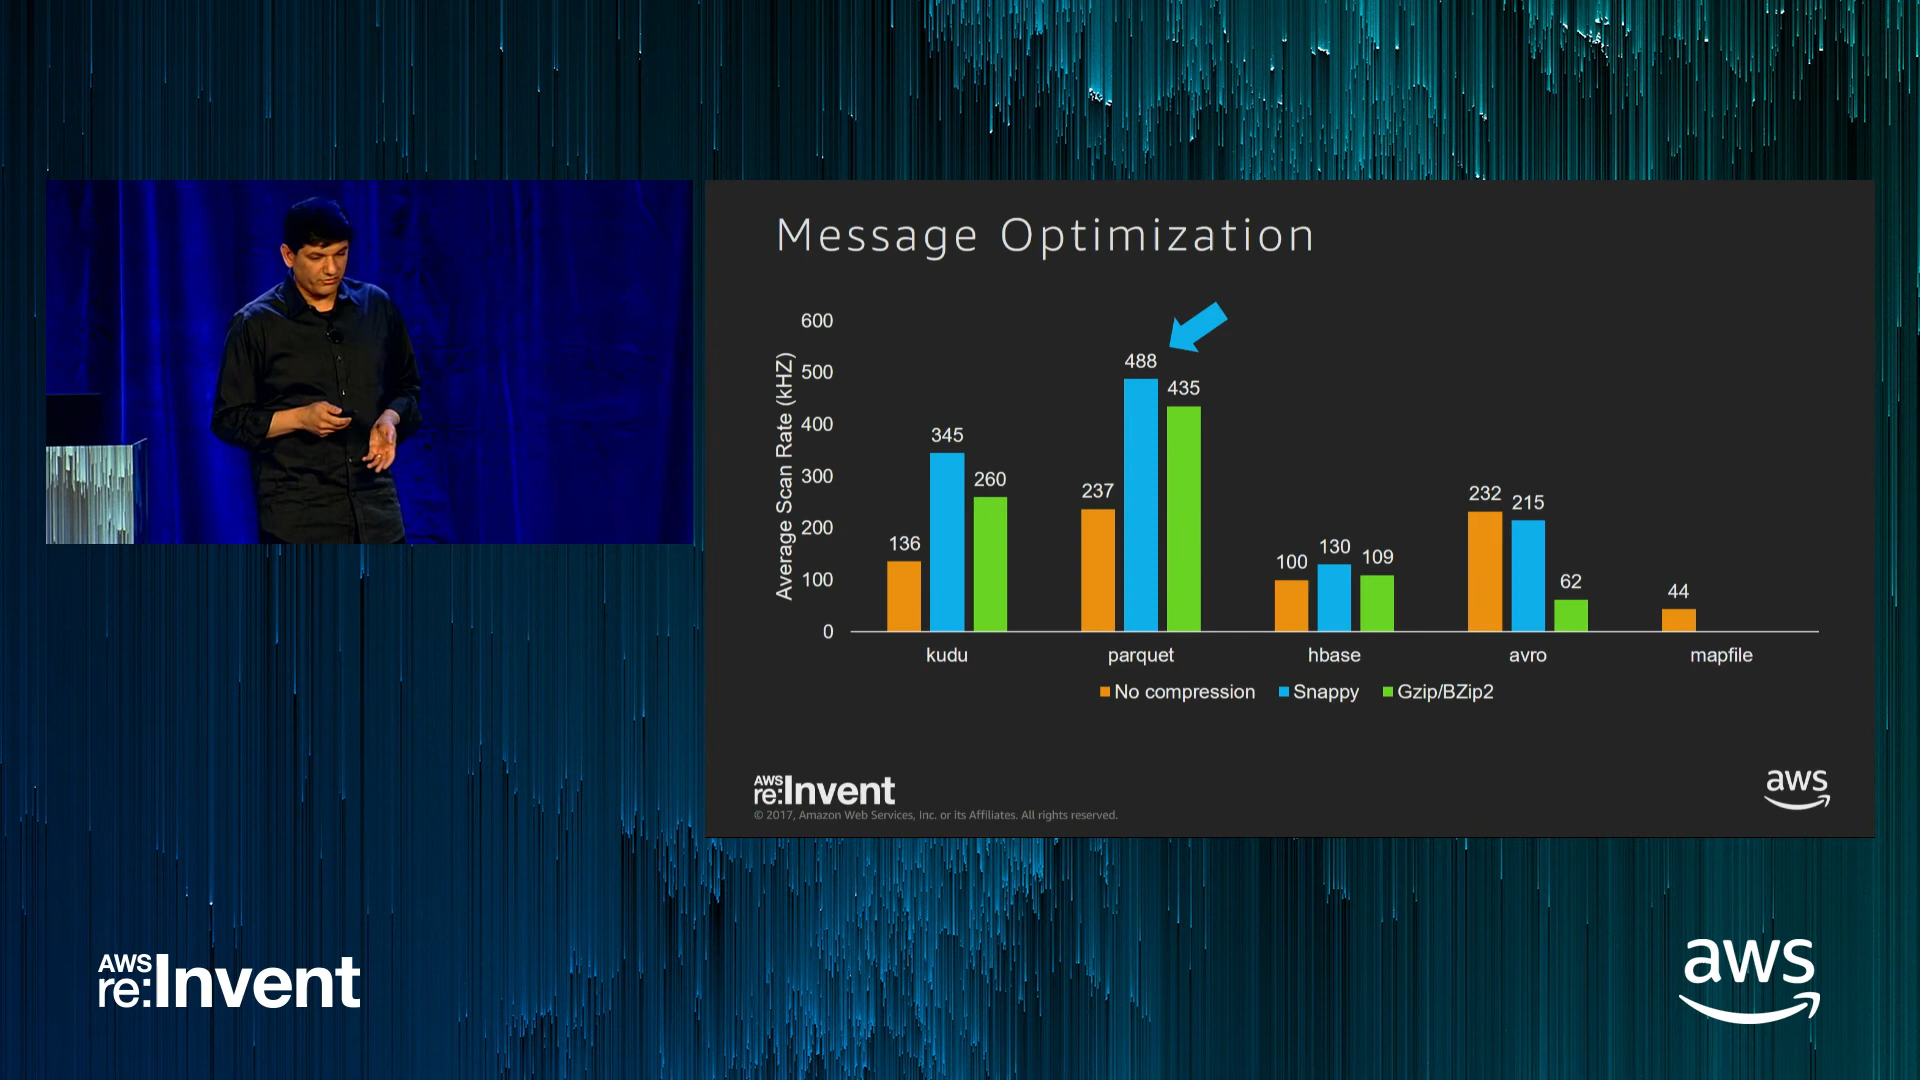 Message Optimization
Average Scan Rate (kHZ)
600
500
400
300
200
100
0
136
345
260
237
488
435
100
130
109
232
215
62
44
kudu
parquet
hbase
avro
mapfile
No compression
Snappy
Gzip/BZip2
AWS
re:Invent
© 2017, Amazon Web Services, Inc. or its Affiliates. All rights reserved.
aws
AWS
re:Invent
aws